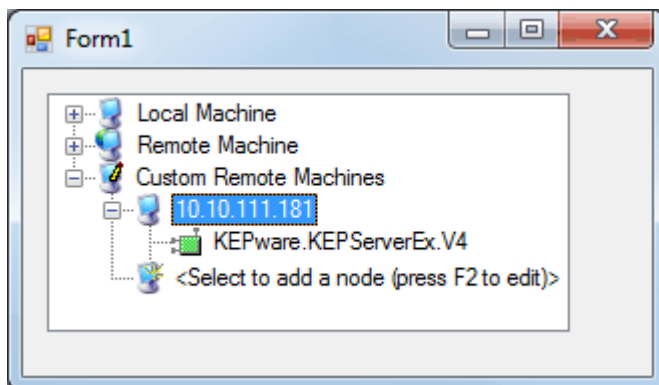 Form1
Local Machine
Remote Machine
Custom Remote Machines
10.10.111.181
KEPware.KEPServerEx.V4
<Select to add a node (press F2 to edit)>